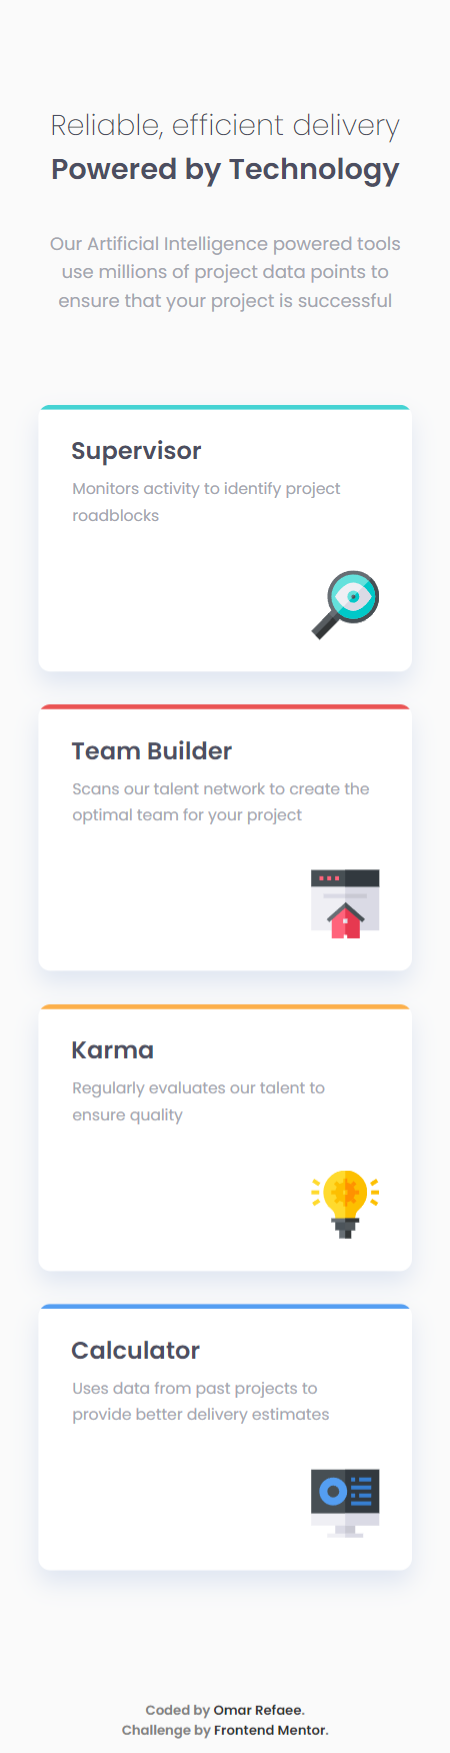 Reliable, efficient delivery
Powered by Technology
Our Artificial Intelligence powered tools
use millions of project data points to
ensure that your project is successful
Supervisor
Monitors activity to identify project
roadblocks
Team Builder
Scans our talent network to create the
optimal team for your project
Karma
Regularly evaluates our talent to
ensure quality
Calculator
Uses data from past projects to
provide better delivery estimates
Coded by Omar Refaee.
Challenge by Frontend Mentor.